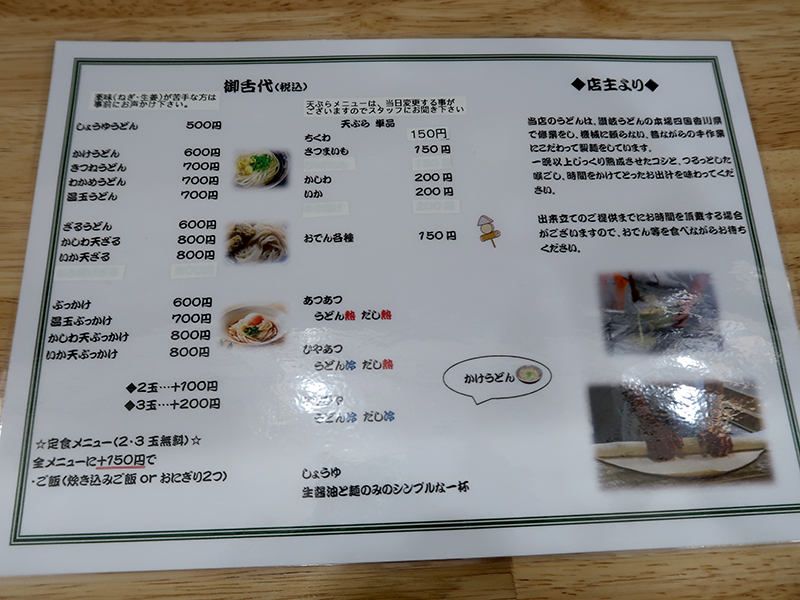 御舌代(税込)
薬味(ねぎ・生姜)が苦手な方は
事前にお声かけ下さい。
しょうゆうどん 500円
かけうどん 600円
きつねうどん 700円
わかめうどん 700円
温玉うどん 700円
ざるうどん 600円
かしわ天ざる 800円
いか天ざる 800円
ぶっかけ 600円
温玉ぶっかけ 700円
かしわ天ぶっかけ 800円
いか天ぶっかけ 800円
◆2玉…+100円
◆3玉…+200円
☆定食メニュー(2・3玉無料)☆
全メニューに+150円で
・ご飯(炊き込みご飯 or おにぎり2つ)
天ぷらメニューは、当日変更する事が
ございますのでスタッフにお聞き下さい
天ぷら 単品
ちくわ 150円
さつまいも 150円
かしわ 200円
いか 200円
おでん各種 150円
あつあつ
うどん熱 だし熱
ひやあつ
うどん冷 だし熱
うどん冷 だし冷
しょうゆ
生醤油と麺のみのシンプルな一杯
かけうどん
◆店主より◆
当店のうどんは、讃岐うどんの本場四国香川県
で修業をし、機械に頼らない、昔ながらの手作業
にこだわって製麺をしています。
一晩以上じっくり熟成させたコシと、つるっとした
喉ごし、時間をかけてとったお出汁を味わってくだ
さい。
出来立てのご提供までにお時間を頂戴する場合
がございますので、おでん等を食べながらお待ち
ください。